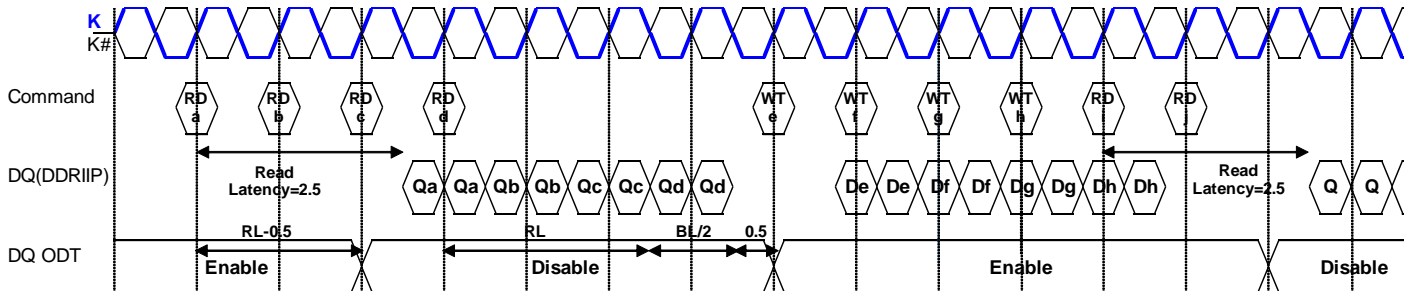 K
K#
Command
RD a
RD b
RD c
RD d
WT e
WT f
WT g
WT h
RD i
RD j
DQ(DDRIIP)
Read
Latency=2.5
Qa Qa Qb Qb Qc Qc Qd Qd
De De Df Df Dg Dg Dh Dh
Read
Latency=2.5
Q Q
DQ ODT
RL-0.5
RL
BL/2
0.5
Enable
Disable
Enable
Disable